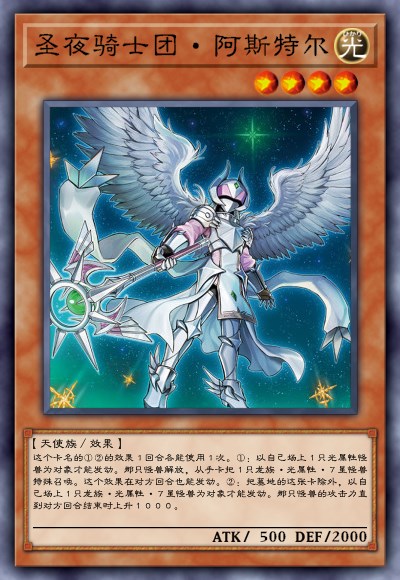 圣夜骑士团·阿斯特尔
光
ひかり
【天使族/效果】
这个卡名的①②的效果1回合各能使用1次。①:以自己场上1只光属性怪
兽为对象才能发动。那只怪兽解放,从手卡把1只龙族·光属性·7星怪兽
特殊召唤。这个效果在对方回合也能发动。②:把墓地的这张卡除外,以自
己场上1只龙族·光属性·7星怪兽为对象才能发动。那只怪兽的攻击力直
到对方回合结束时上升1000。
ATK/ 500 DEF/2000